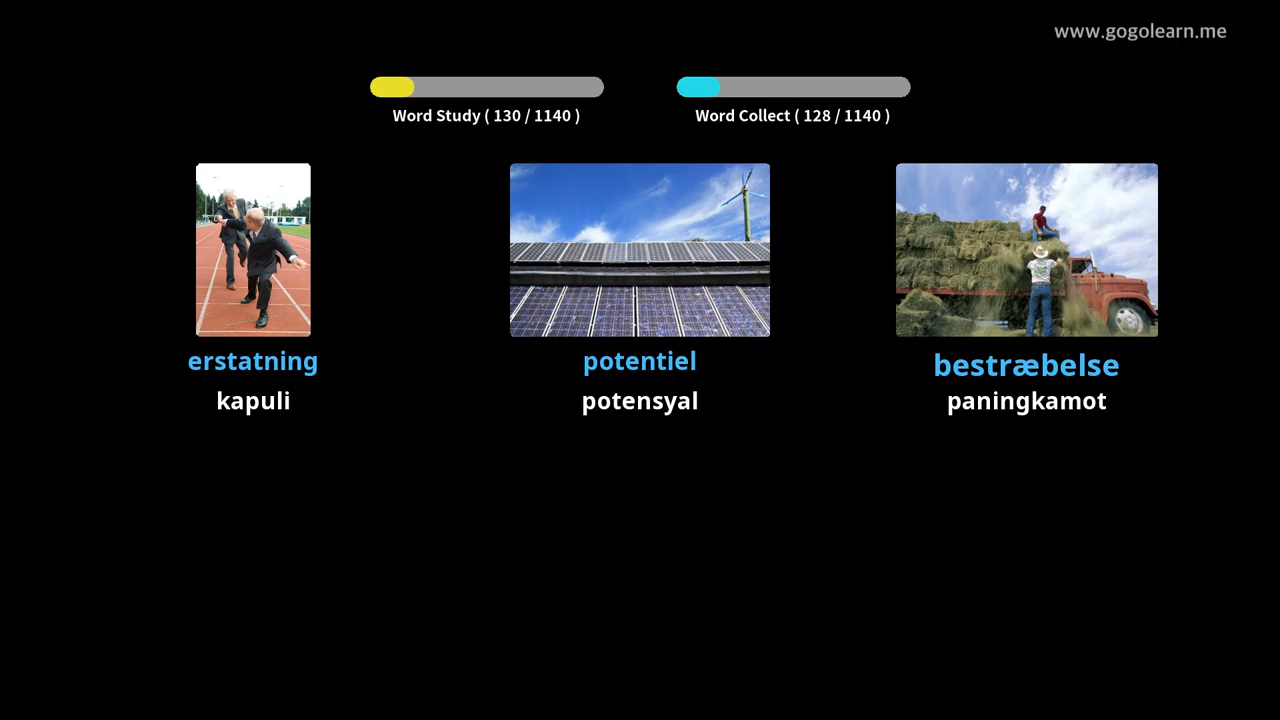 www.gogolearn.me
Word Study ( 130 / 1140 )
Word Collect ( 128 / 1140 )
erstatning
kapuli
potentiel
potensyal
bestræbelse
paningkamot